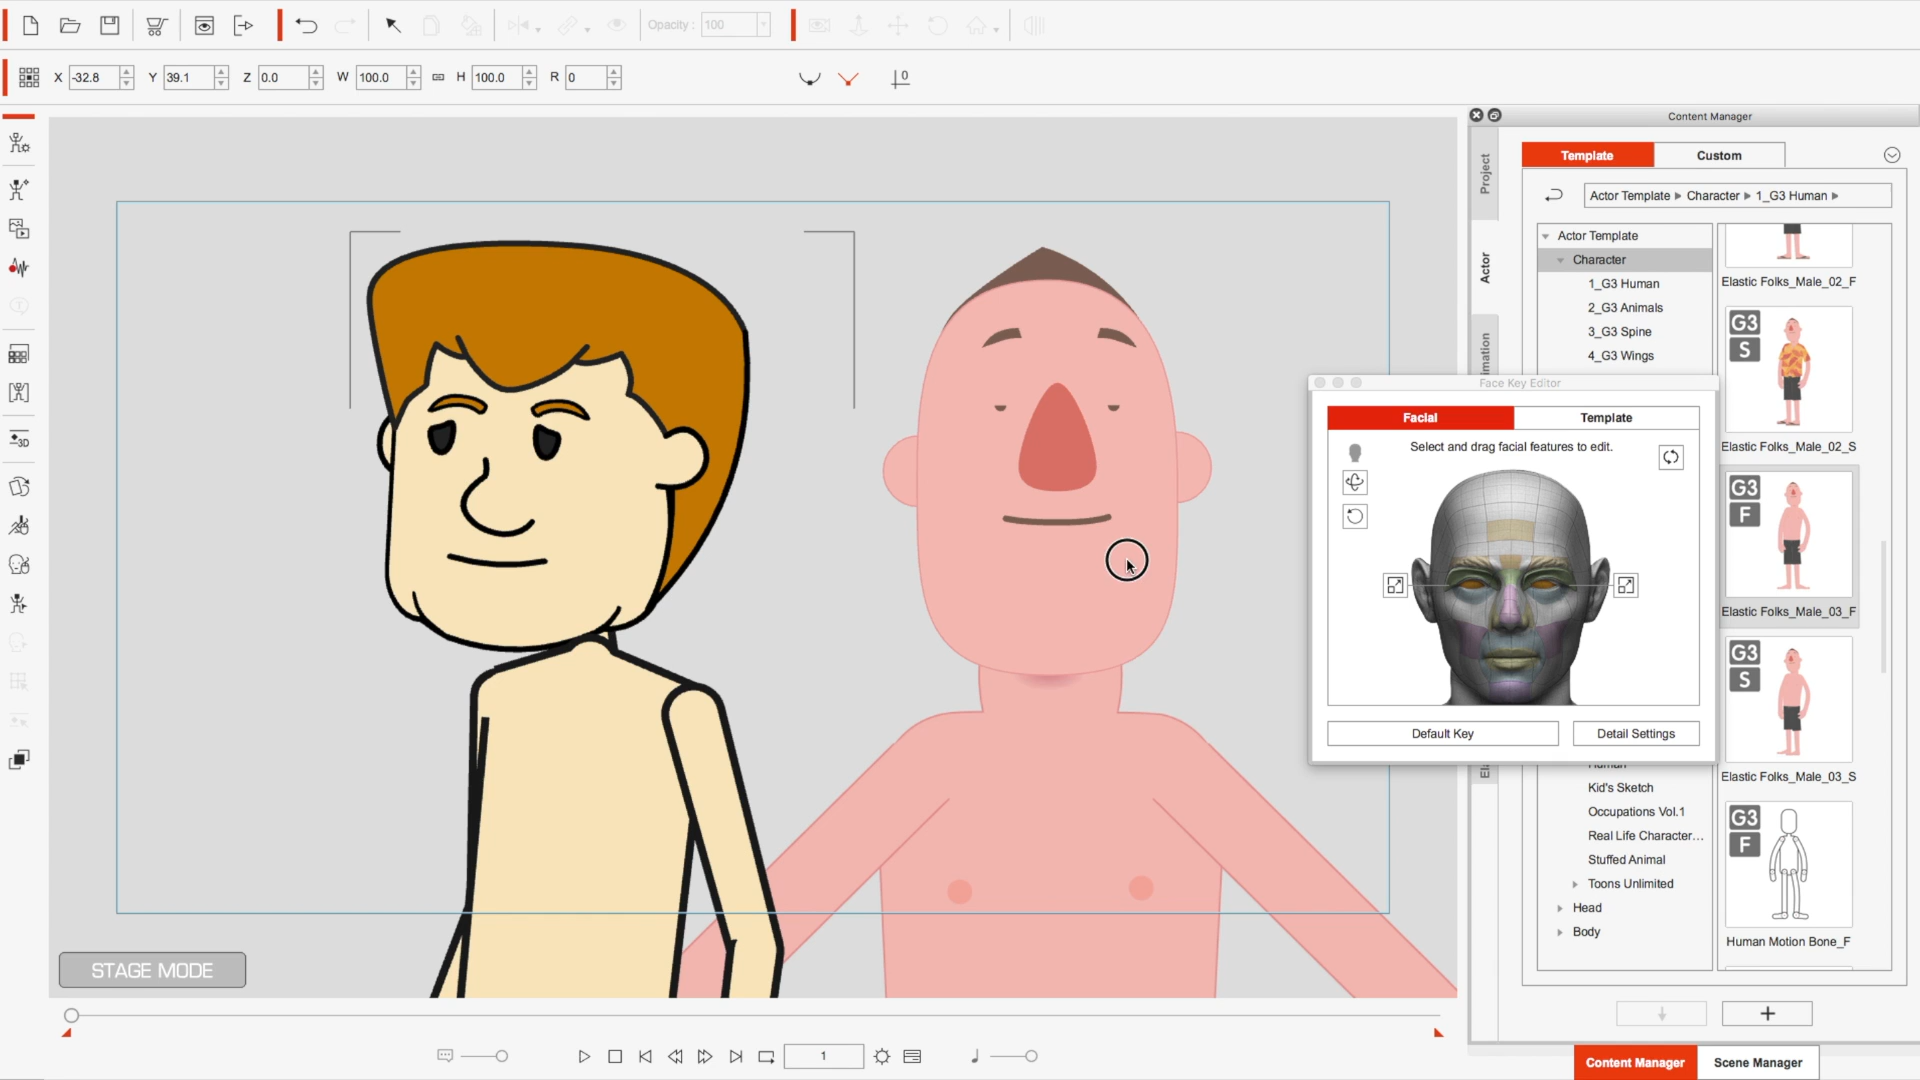 Opacity : 100
X -32.8 Y 39.1 Z 0.0 W 100.0 H 100.0 R 0 0
Content Manager
Project
Actor
Template Custom
Actor Template Character 1_G3 Human
Actor Template
Character
1_G3 Human
2_G3 Animals
3_G3 Spine
4_G3 Wings
Kid's Sketch
Occupations Vol.1
Real Life Character...
Stuffed Animal
Toons Unlimited
Head
Body
Elastic Folks_Male_02_F
G3
S
Elastic Folks_Male_02_S
G3
F
Elastic Folks_Male_03_F
G3
S
Elastic Folks_Male_03_S
G3
F
Human Motion Bone_F
Face Key Editor
Facial Template
Select and drag facial features to edit.
Default Key Detail Settings
3D
STAGE MODE
1
Content Manager Scene Manager